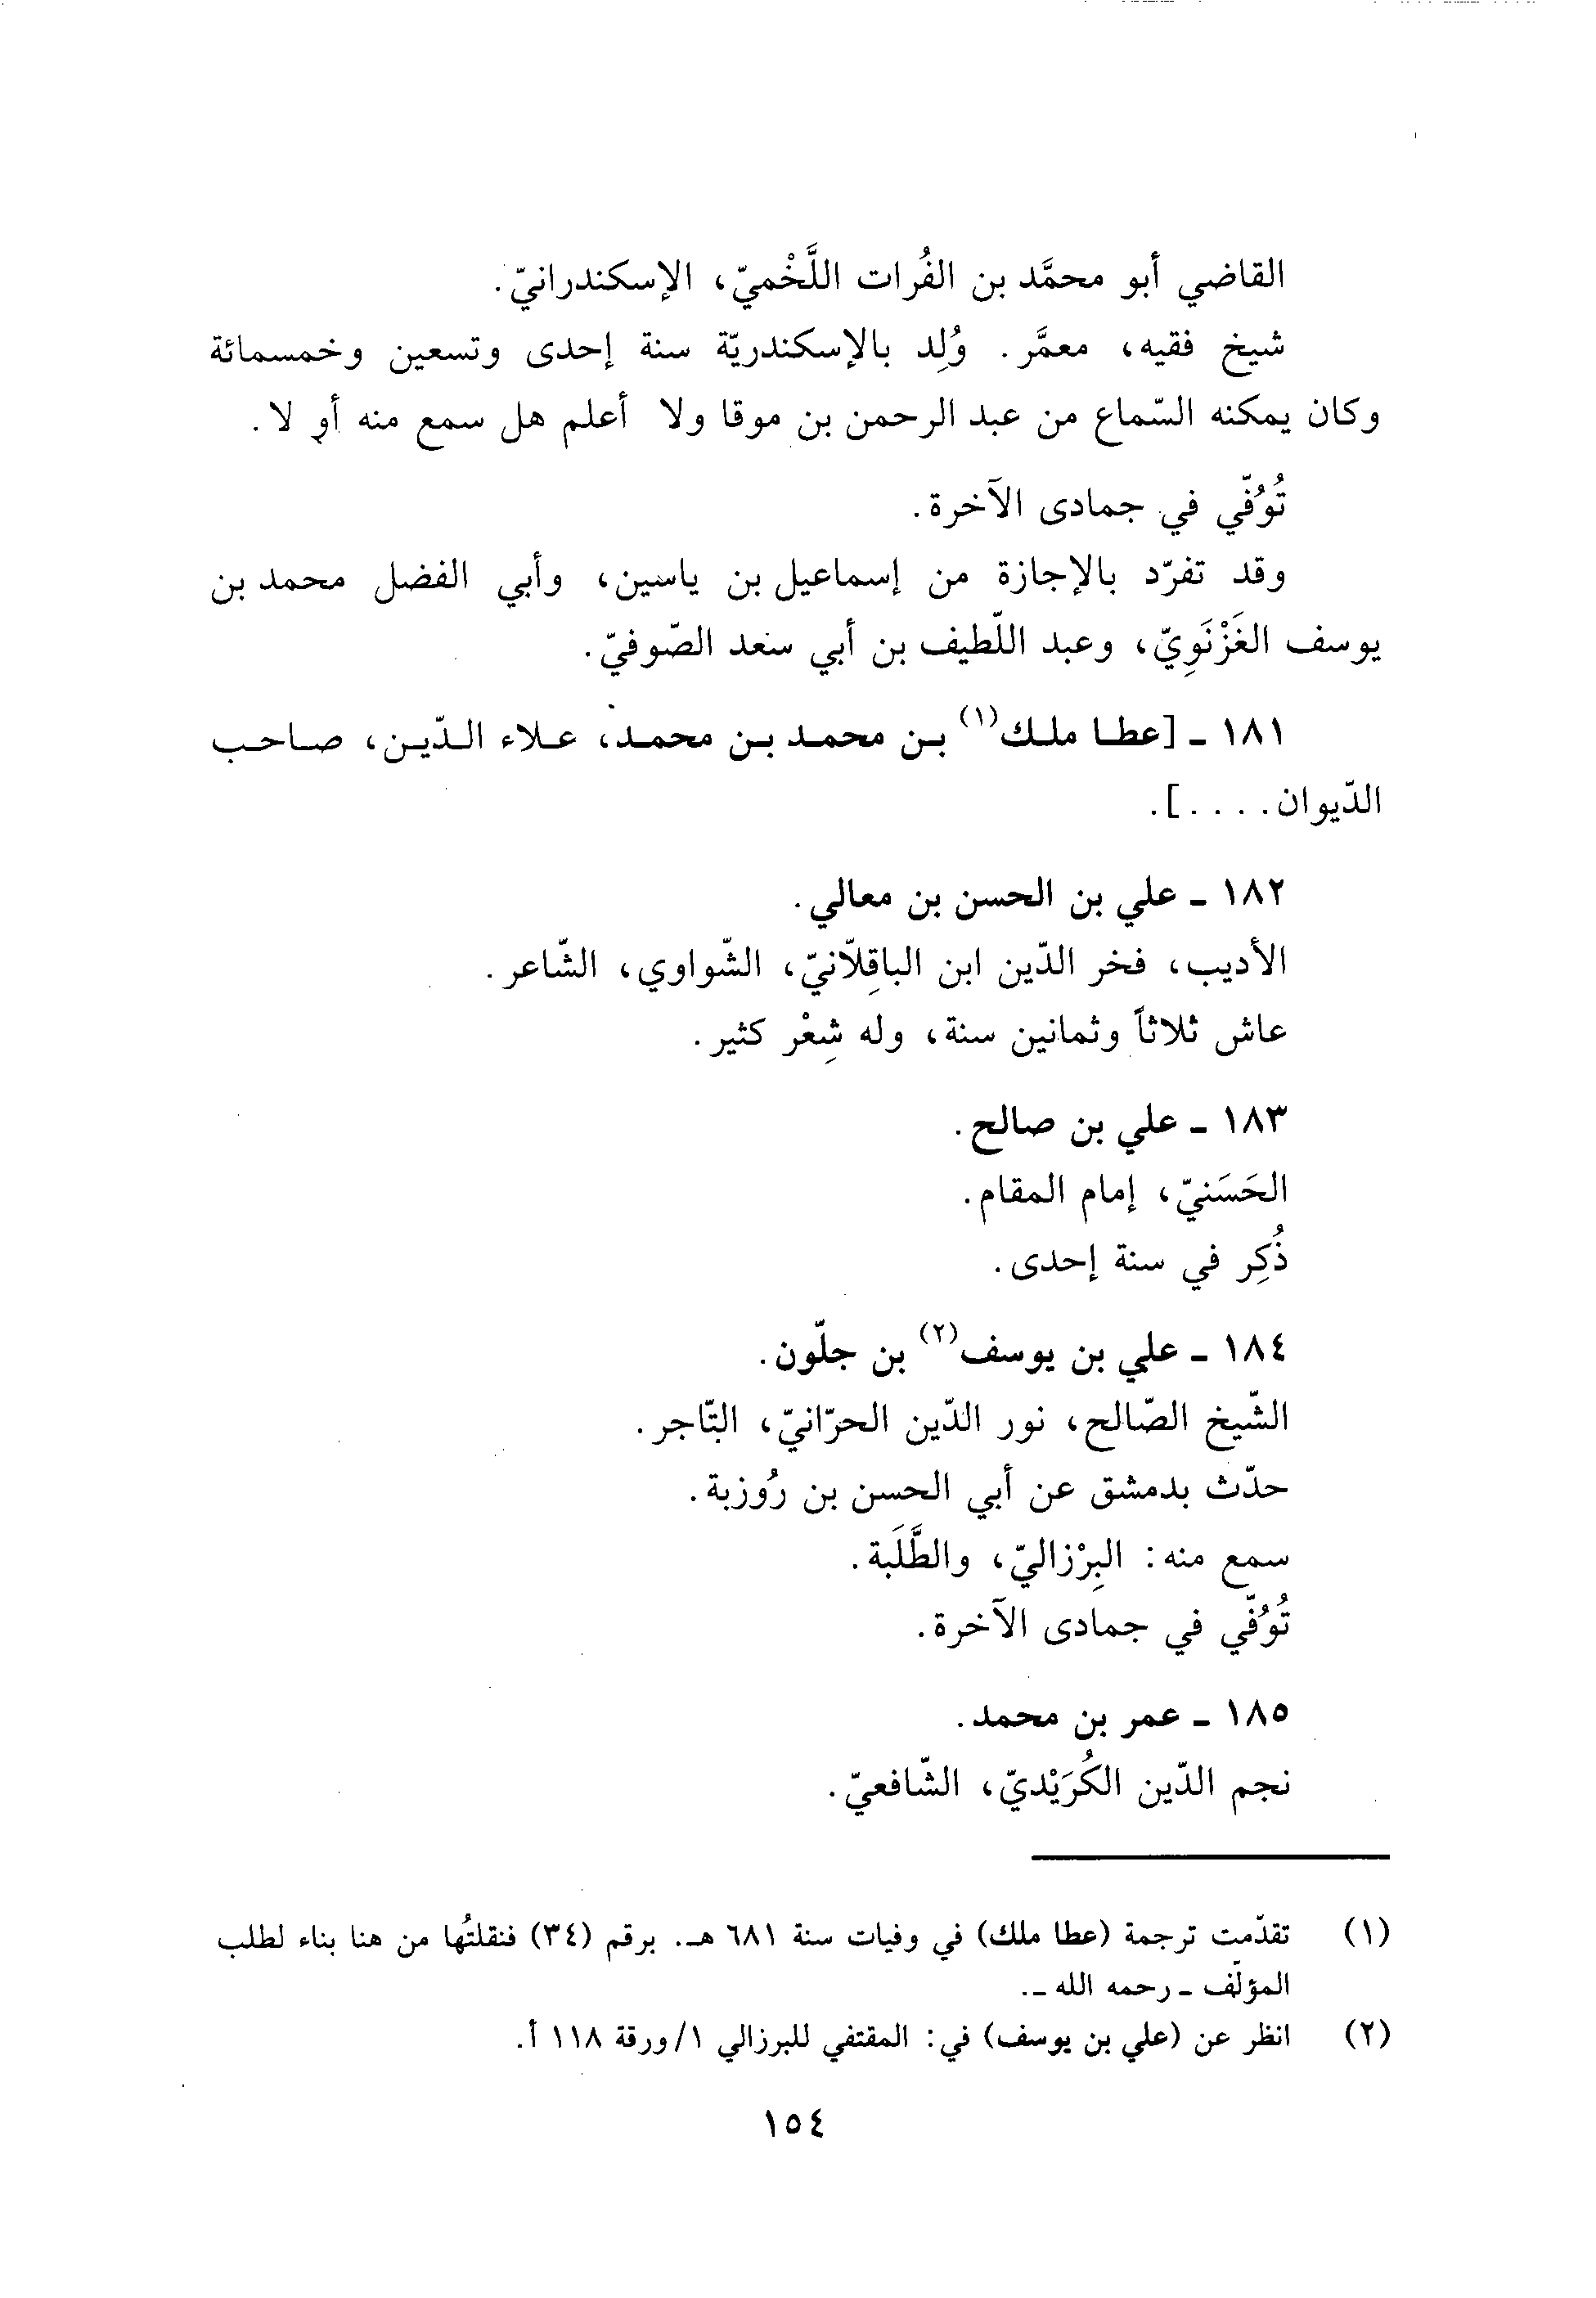 القاضي أبو محمَّد بن الفُرات اللَّخْميّ، الإسكندرانيّ.
شيخ فقيه، معمَّر. وُلِد بالإسكندريّة سنة إحدى وتسعين وخمسمائة
وكان يمكنه السّماع من عبد الرحمن بن موقا ولا أعلم هل سمع منه أو لا.
تُوُفّي في جمادى الآخرة.
وقد تفرّد بالإجازة من إسماعيل بن ياسين، وأبي الفضل محمد بن
يوسف الغَزْنَوِيّ، وعبد اللّطيف بن أبي سعد الصّوفيّ.
١٨١ ـ [عطا ملك(١) بن محمد بن محمد، علاء الدّين، صاحب
الدّيوان. . . . ].
١٨٢ ـ علي بن الحسن بن معالي.
الأديب، فخر الدّين ابن الباقِلاّنيّ، الشّواوي، الشّاعر.
عاش ثلاثاً وثمانين سنة، وله شِعْر كثير.
١٨٣ ـ علي بن صالح.
الحَسَنيّ، إمام المقام.
ذُكِر في سنة إحدى.
١٨٤ ـ علي بن يوسف(٢) بن جلّون.
الشّيخ الصّالح، نور الدّين الحرّانيّ، التّاجر.
حدّث بدمشق عن أبي الحسن بن رُوزبة.
سمع منه: البِرْزاليّ، والطَّلَبة.
تُوُفّي في جمادى الآخرة.
١٨٥ ـ عمر بن محمد.
نجم الدّين الكُرَيْديّ، الشّافعيّ.
(١) تقدّمت ترجمة (عطا ملك) في وفيات سنة ٦٨١ هـ. برقم (٣٤) فنقلتُها من هنا بناء لطلب
المؤلّف ـ رحمه الله ـ.
(٢) انظر عن (علي بن يوسف) في: المقتفي للبرزالي ١/ورقة ١١٨ أ.
١٥٤